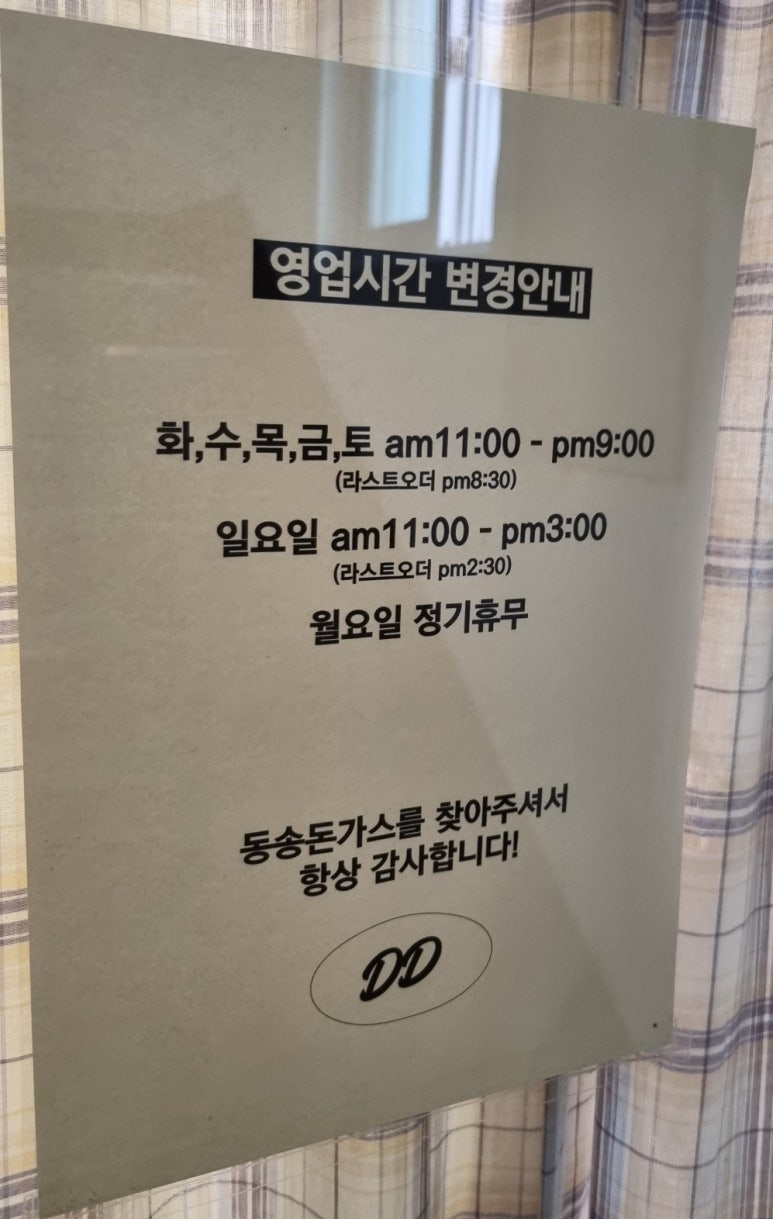 영업시간 변경안내
화,수,목,금,토 am11:00 - pm9:00
(라스트오더 pm8:30)
일요일 am11:00 - pm3:00
(라스트오더 pm2:30)
월요일 정기휴무
동송돈가스를 찾아주셔서
항상 감사합니다!
DD